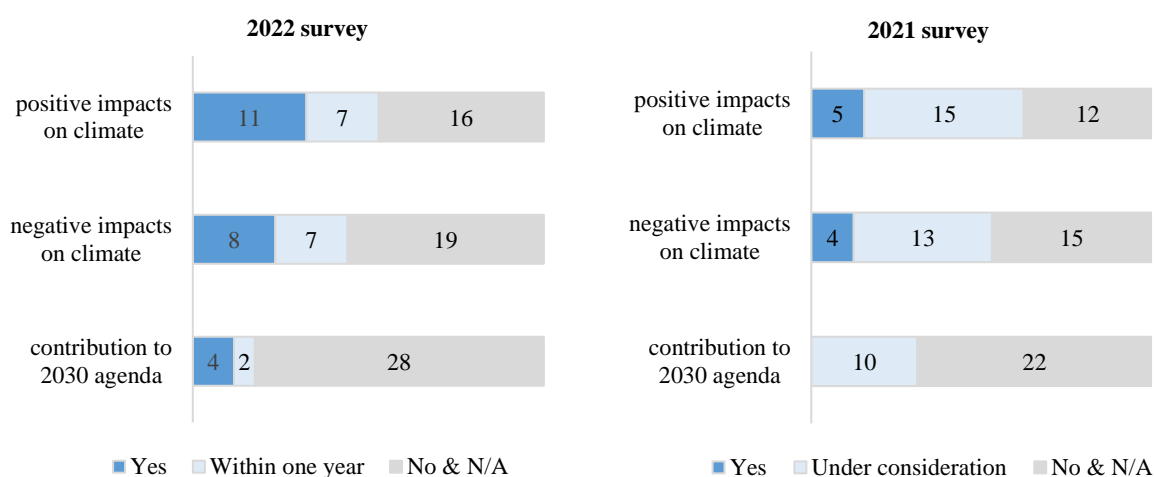 2022 survey
positive impacts
on climate
11 7 16
negative impacts
on climate
8 7 19
contribution to
2030 agenda
4 2 28
Yes Within one year No & N/A
2021 survey
positive impacts
on climate
5 15 12
negative impacts
on climate
4 13 15
contribution to
2030 agenda
10 22
Yes Under consideration No & N/A